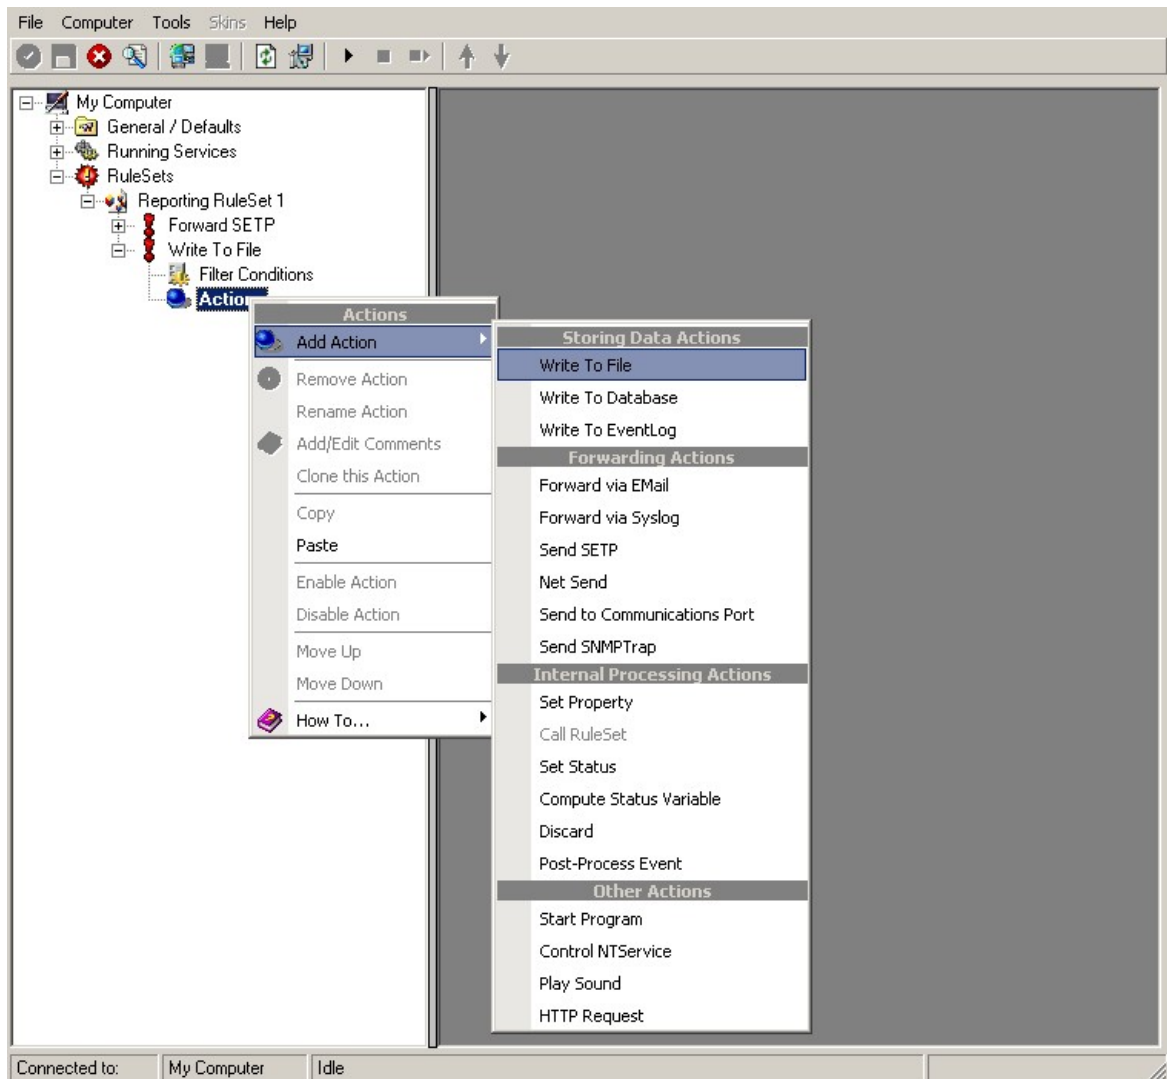 File Computer Tools Skins Help
My Computer
General / Defaults
Running Services
RuleSets
Reporting RuleSet 1
Forward SETP
Write To File
Filter Conditions
Actions
Add Action
Remove Action
Rename Action
Add/Edit Comments
Clone this Action
Copy
Paste
Enable Action
Disable Action
Move Up
Move Down
How To...
Storing Data Actions
Write To File
Write To Database
Write To EventLog
Forwarding Actions
Forward via EMail
Forward via Syslog
Send SETP
Net Send
Send to Communications Port
Send SNMPTrap
Internal Processing Actions
Set Property
Call RuleSet
Set Status
Compute Status Variable
Discard
Post-Process Event
Other Actions
Start Program
Control NTService
Play Sound
HTTP Request
Connected to: My Computer Idle